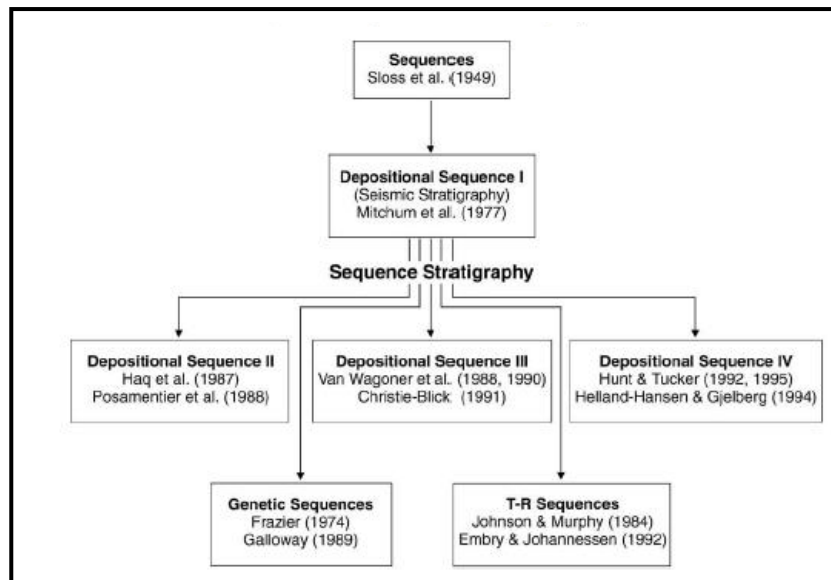 Sequences
Sloss et al. (1949)
Depositional Sequence I
(Seismic Stratigraphy)
Mitchum et al. (1977)
Sequence Stratigraphy
Depositional Sequence II
Haq et al. (1987)
Posamentier et al. (1988)
Depositional Sequence III
Van Wagoner et al. (1988, 1990)
Christie-Blick (1991)
Depositional Sequence IV
Hunt & Tucker (1992, 1995)
Helland-Hansen & Gjelberg (1994)
Genetic Sequences
Frazier (1974)
Galloway (1989)
T-R Sequences
Johnson & Murphy (1984)
Embry & Johannessen (1992)